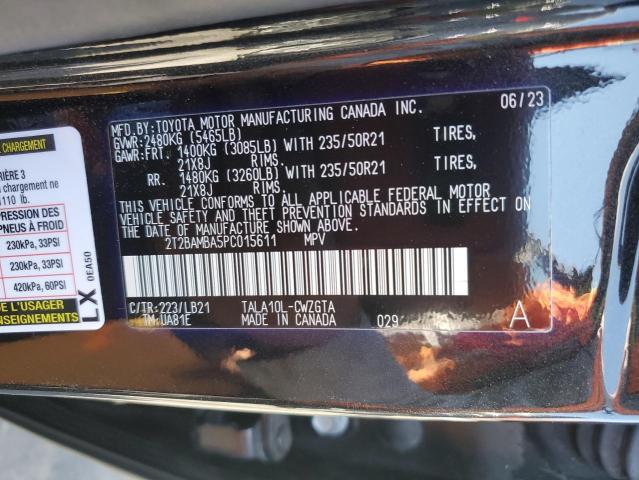 MFD.BY:TOYOTA MOTOR MANUFACTURING CANADA INC. 06/23
GVWR:2480KG (5465LB)
GAWR:FRT. 1400KG (3085LB) WITH 235/50R21 TIRES,
21X8J RIMS.
RR. 1480KG (3260LB) WITH 235/50R21 TIRES,
21X8J RIMS.
THIS VEHICLE CONFORMS TO ALL APPLICABLE FEDERAL MOTOR
VEHICLE SAFETY AND THEFT PREVENTION STANDARDS IN EFFECT ON
THE DATE OF MANUFACTURE SHOWN ABOVE.
2T2BAMBA5PC015611 MPV
C/TR:223/LB21 TALA10L-CWZGTA A
/TM:UA81E MADE IN CANADA 029
CHARGEMENT
3
chargement ne
lb.
PRESSION DES
PNEUS À FROID
230kPa, 33PSI
230kPa, 33PSI
420kPa, 60PSI
DE L'USAGER
RENSEIGNEMENTS
LX 0EA50